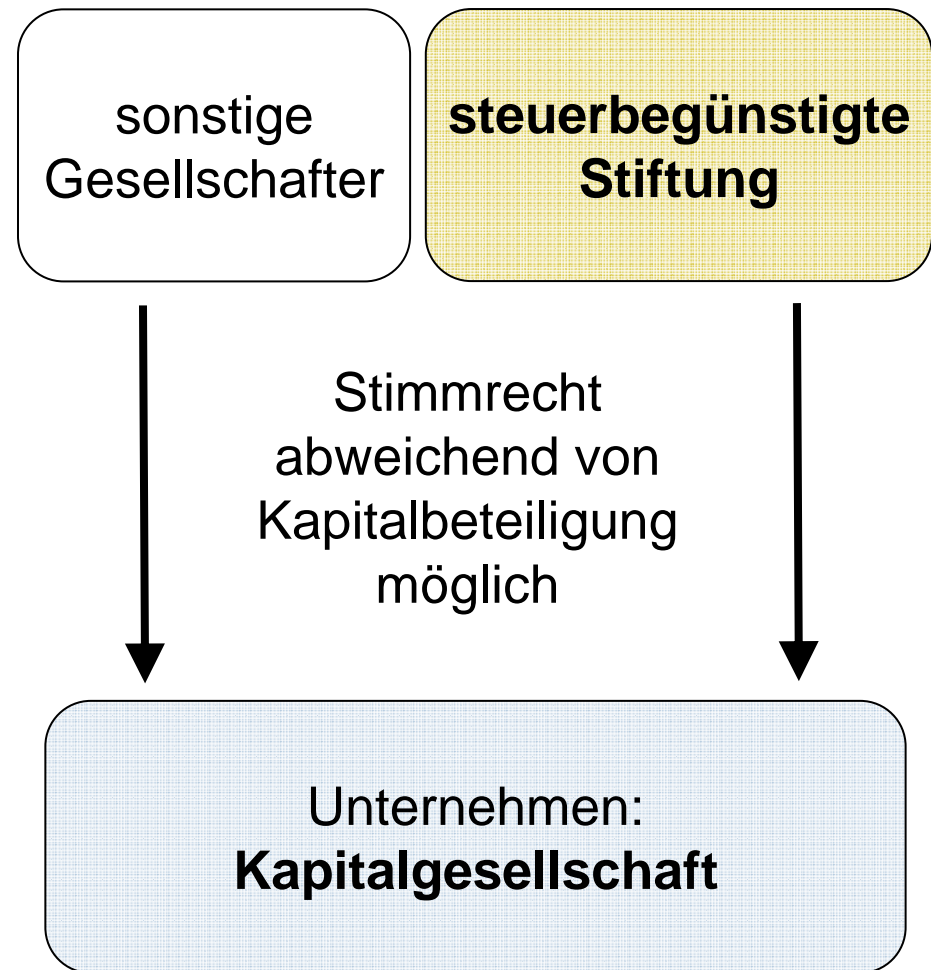 sonstige
Gesellschafter
steuerbegünstigte
Stiftung
Stimmrecht
abweichend von
Kapitalbeteiligung
möglich
Unternehmen:
Kapitalgesellschaft